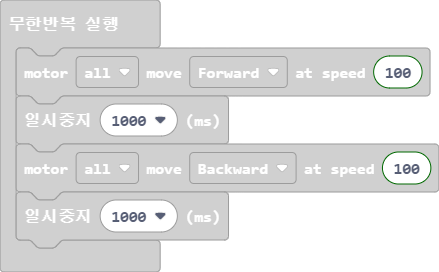 무한반복 실행
motor all move Forward at speed 100
일시중지 1000 (ms)
motor all move Backward at speed 100
일시중지 1000 (ms)